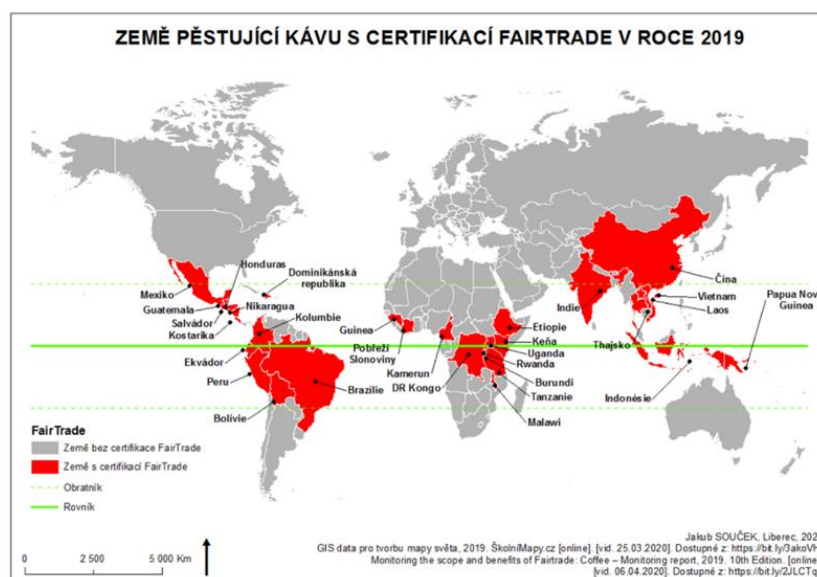 ZEMĚ PĚSTUJÍCÍ KÁVU S CERTIFIKACÍ FAIRTRADE V ROCE 2019
Honduras
Dominikánská
republika
Mexiko
Guatemala
Nikaragua
Salvádor
Kolumbie
Kostarika
Ekvádor
Peru
Brazílie
Bolívie
Guinea
Pobřeží
Slonoviny
Kamerun
DR Kongo
Etiopie
Keňa
Uganda
Rwanda
Burundi
Tanzanie
Malawi
Čína
Indie
Vietnam
Laos
Thajsko
Papua Nov
Guinea
Indonésie
FairTrade
Země bez certifikace FairTrade
Země s certifikací FairTrade
Obratník
Rovník
0 2 500 5 000 Km
Jakub SOUČEK, Liberec, 202
GIS data pro tvorbu mapy světa, 2019. ŠkolníMapy.cz [online]. [vid. 25.03.2020]. Dostupné z: https://bit.ly/3akoVH
Monitoring the scope and benefits of Fairtrade: Coffee – Monitoring report, 2019. 10th Edition. [online
[vid. 06.04.2020]. Dostupné z: https://bit.ly/2JLCTq